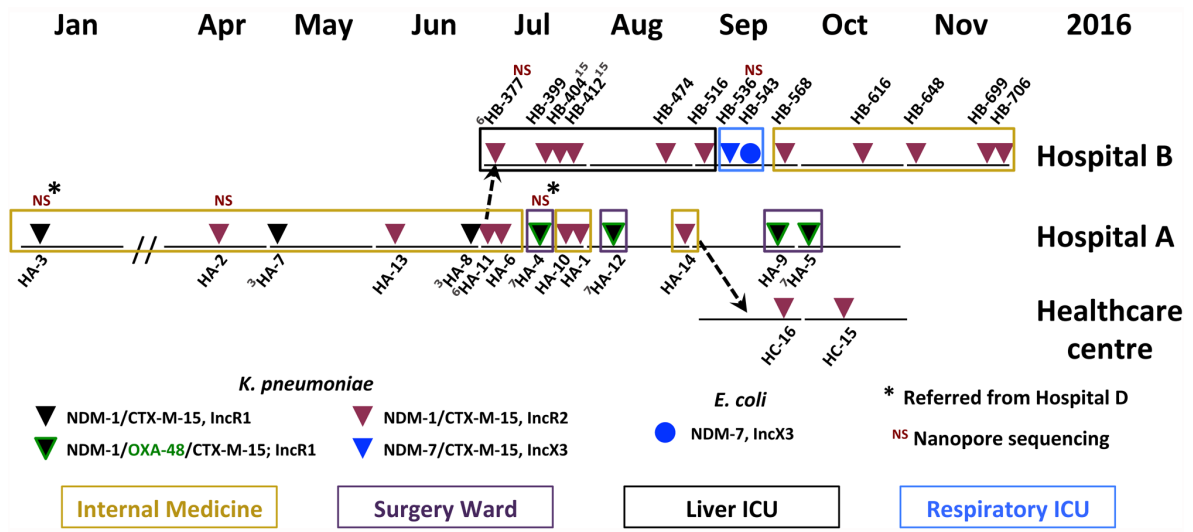 Jan Apr May Jun Jul Aug Sep Oct Nov 2016
NS NS
6HB-377 HB-399 HB-40415 HB-41215 HB-474 HB-516 HB-536 HB-543 HB-568 HB-616 HB-648 HB-699 HB-706
Hospital B
NS* NS NS*
Hospital A
HA-3 HA-2 3HA-7 HA-13 3HA-8 6HA-11 HA-6 7HA-4 HA-10 HA-1 7HA-12 HA-14 HA-9 7HA-5
//
Healthcare
centre
HC-16 HC-15
K. pneumoniae
E. coli
NDM-1/CTX-M-15, IncR1
NDM-1/CTX-M-15, IncR2
NDM-7, IncX3
* Referred from Hospital D
NDM-1/OXA-48/CTX-M-15; IncR1
NDM-7/CTX-M-15, IncX3
NS Nanopore sequencing
Internal Medicine
Surgery Ward
Liver ICU
Respiratory ICU